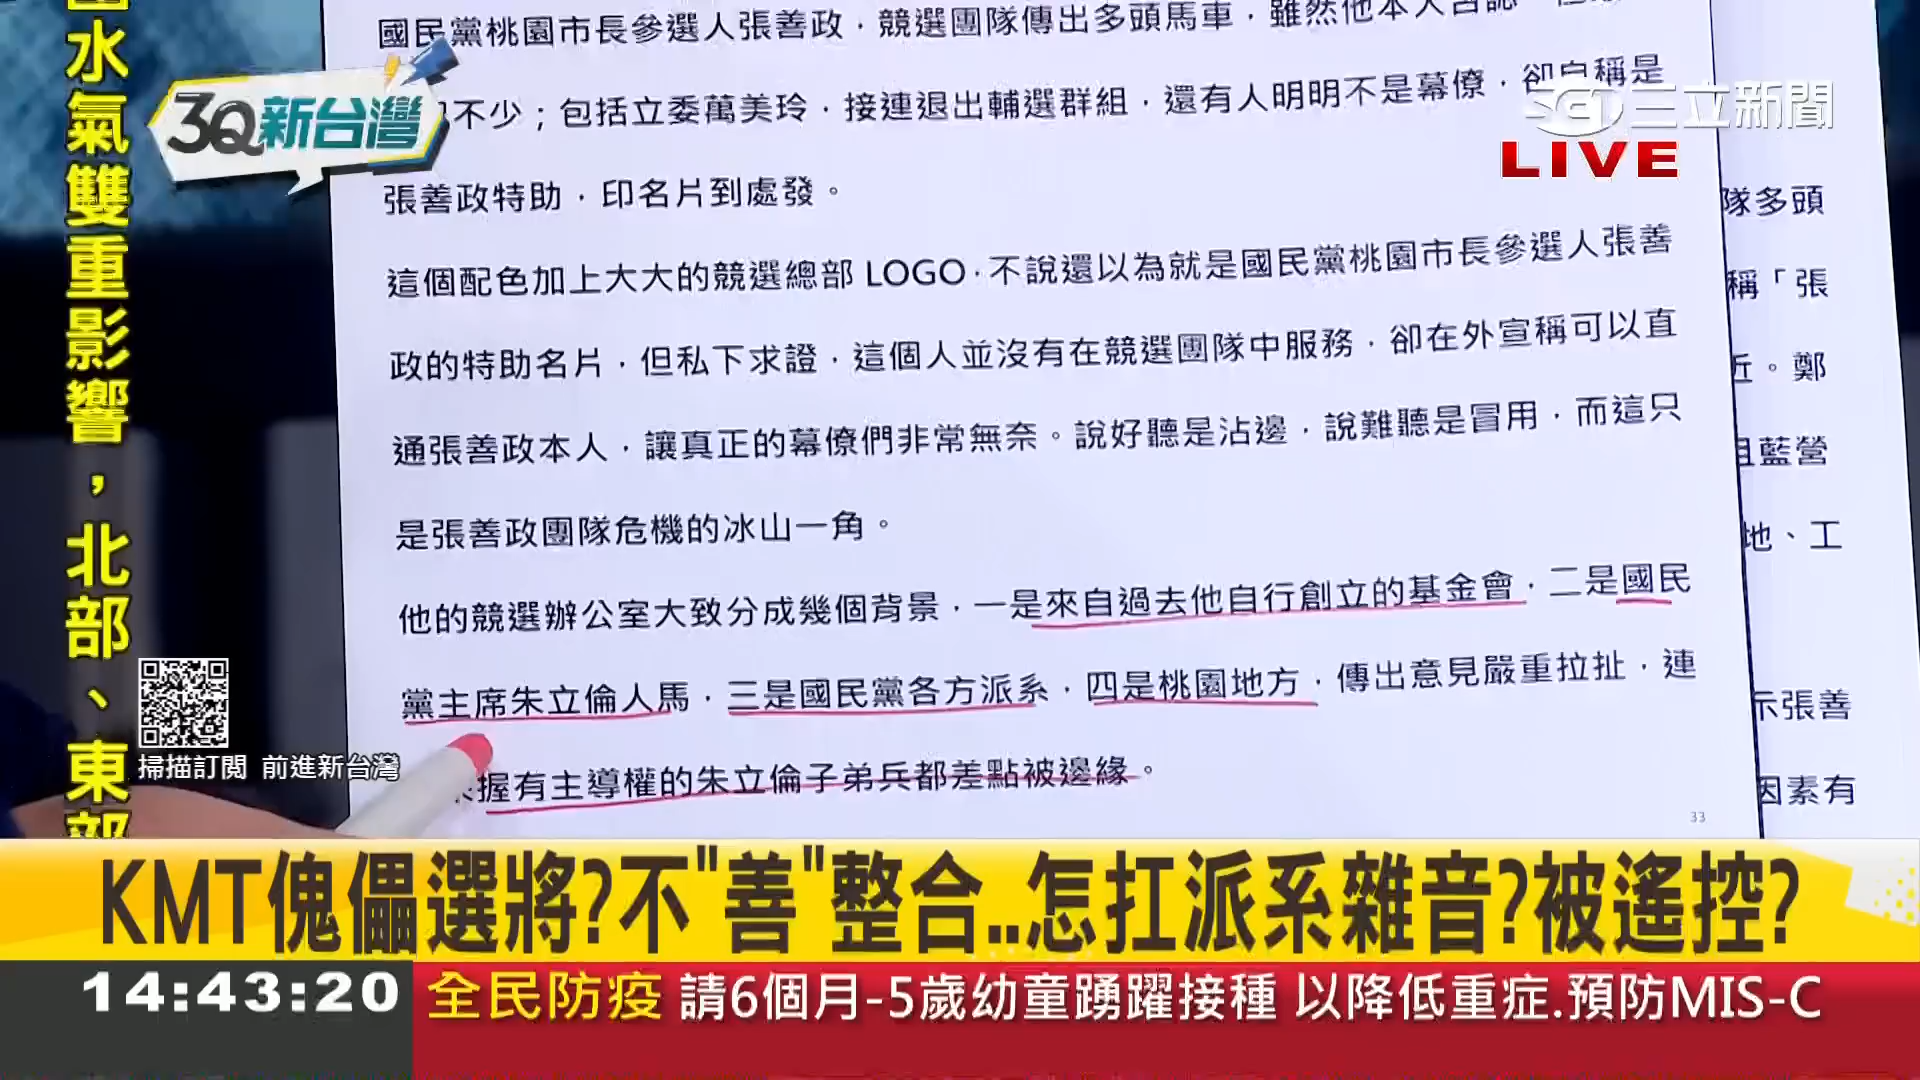 國民黨桃園市長參選人張善政，競選團隊傳出多頭馬車，雖然他本人否認，
不少；包括立委萬美玲，接連退出輔選群組，還有人明明不是幕僚，卻自稱是
張善政特助，印名片到處發。
這個配色加上大大的競選總部 LOGO，不說還以為就是國民黨桃園市長參選人張善
政的特助名片，但私下求證，這個人並沒有在競選團隊中服務，卻在外宣稱可以直
通張善政本人，讓真正的幕僚們非常無奈。說好聽是沾邊，說難聽是冒用，而這只
是張善政團隊危機的冰山一角。
他的競選辦公室大致分成幾個背景，一是來自過去他自行創立的基金會，二是國民
黨主席朱立倫人馬，三是國民黨各方派系，四是桃園地方，傳出意見嚴重拉扯，連
握有主導權的朱立倫子弟兵都差點被邊緣。
33
隊多頭
稱「張
近。鄭
且藍營
地、工
示張善
因素有
3Q新台灣
三立新聞
LIVE
水氣雙重影響，北部、東部
掃描訂閱 前進新台灣
KMT傀儡選將?不"善"整合..怎扛派系雜音?被遙控?
14:43:20
全民防疫 請6個月-5歲幼童踴躍接種 以降低重症.預防MIS-C